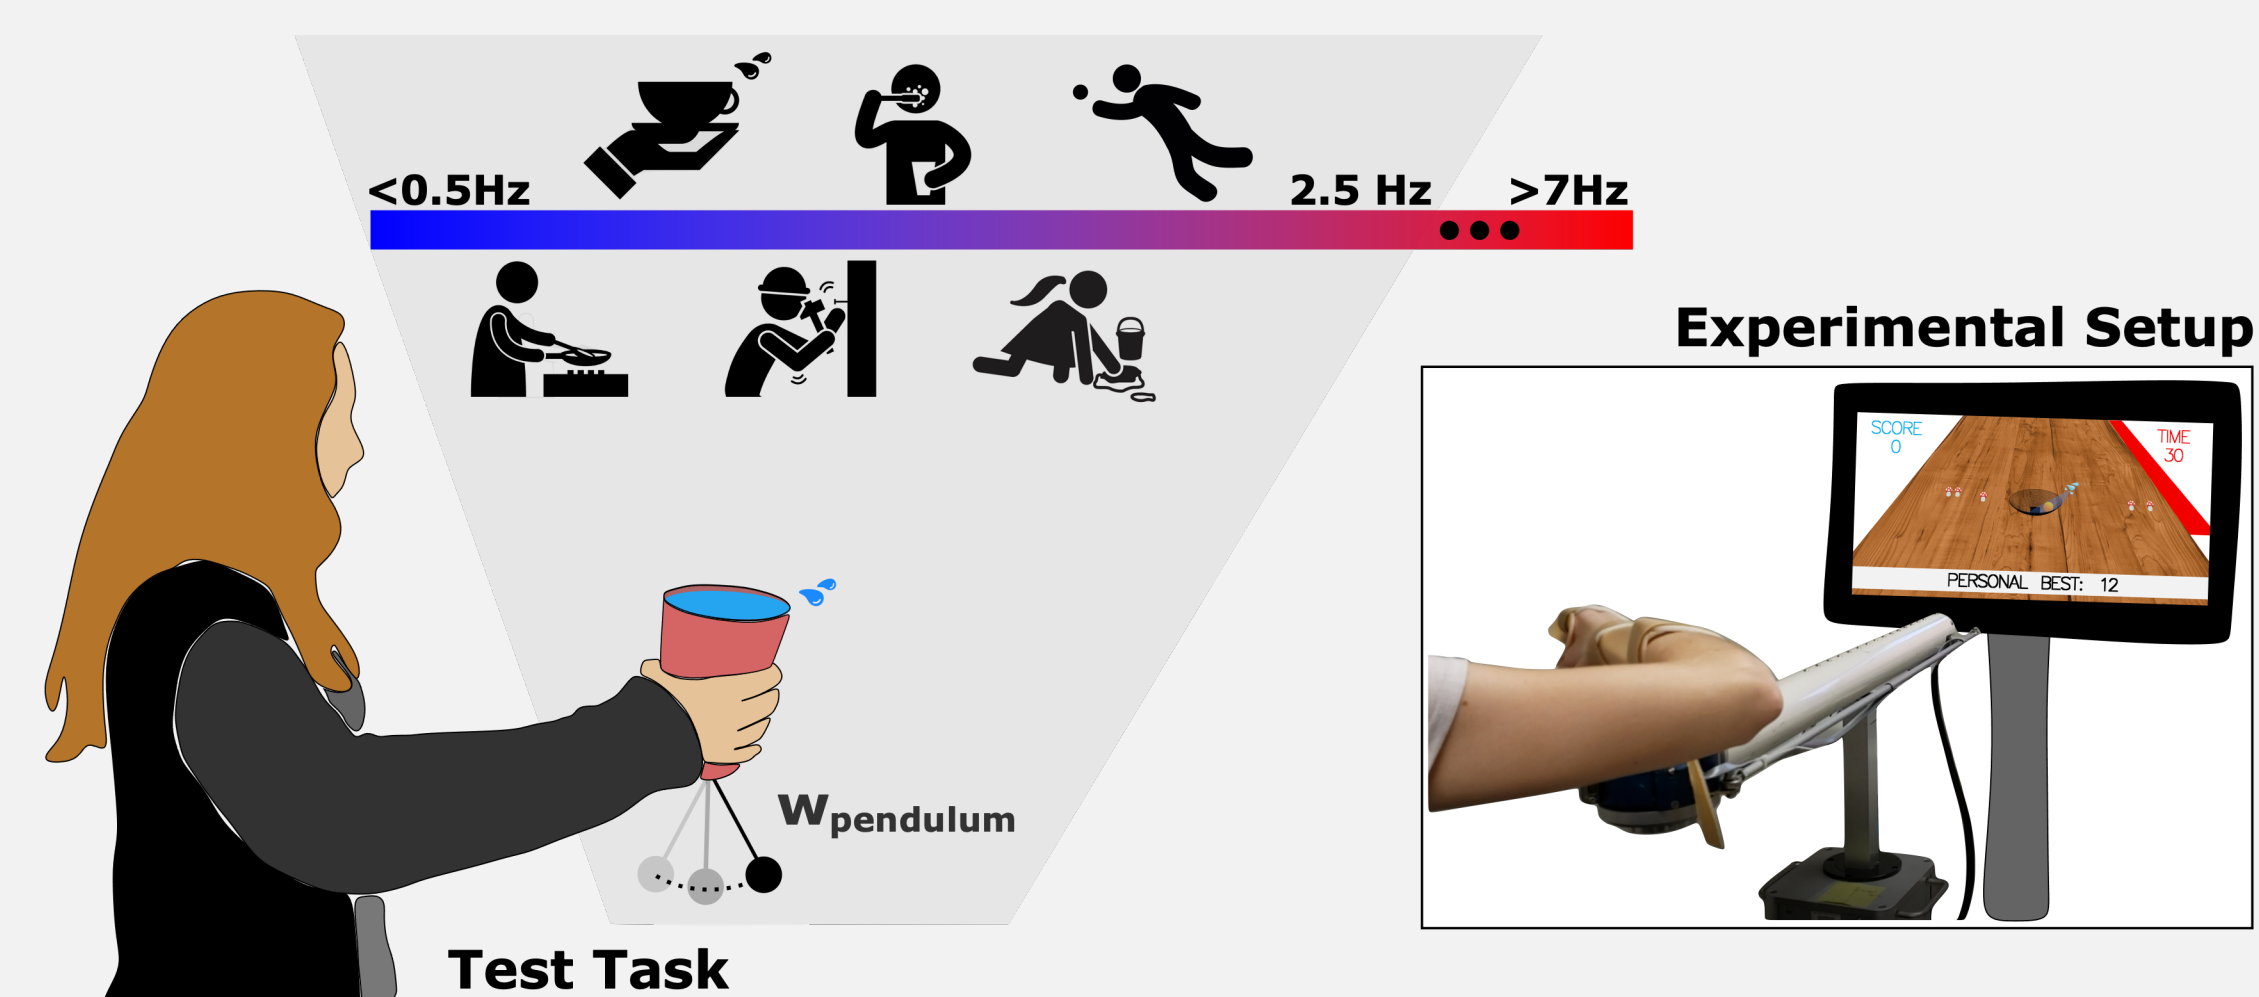 <0.5Hz
2.5 Hz
>7Hz
Experimental Setup
SCORE
0
TIME
30
PERSONAL BEST: 12
wpendulum
Test Task